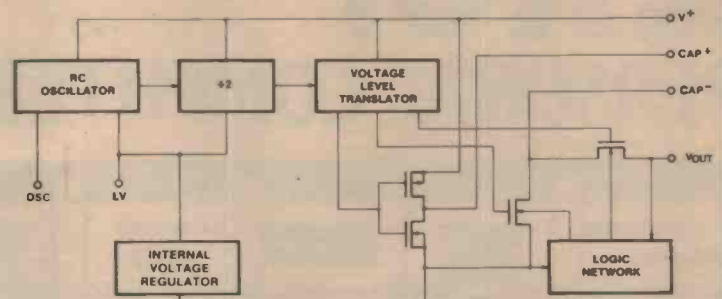 V+
CAP+
RC
OSCILLATOR
÷2
VOLTAGE
LEVEL
TRANSLATOR
CAP-
VOUT
OSC
LV
INTERNAL
VOLTAGE
REGULATOR
LOGIC
NETWORK